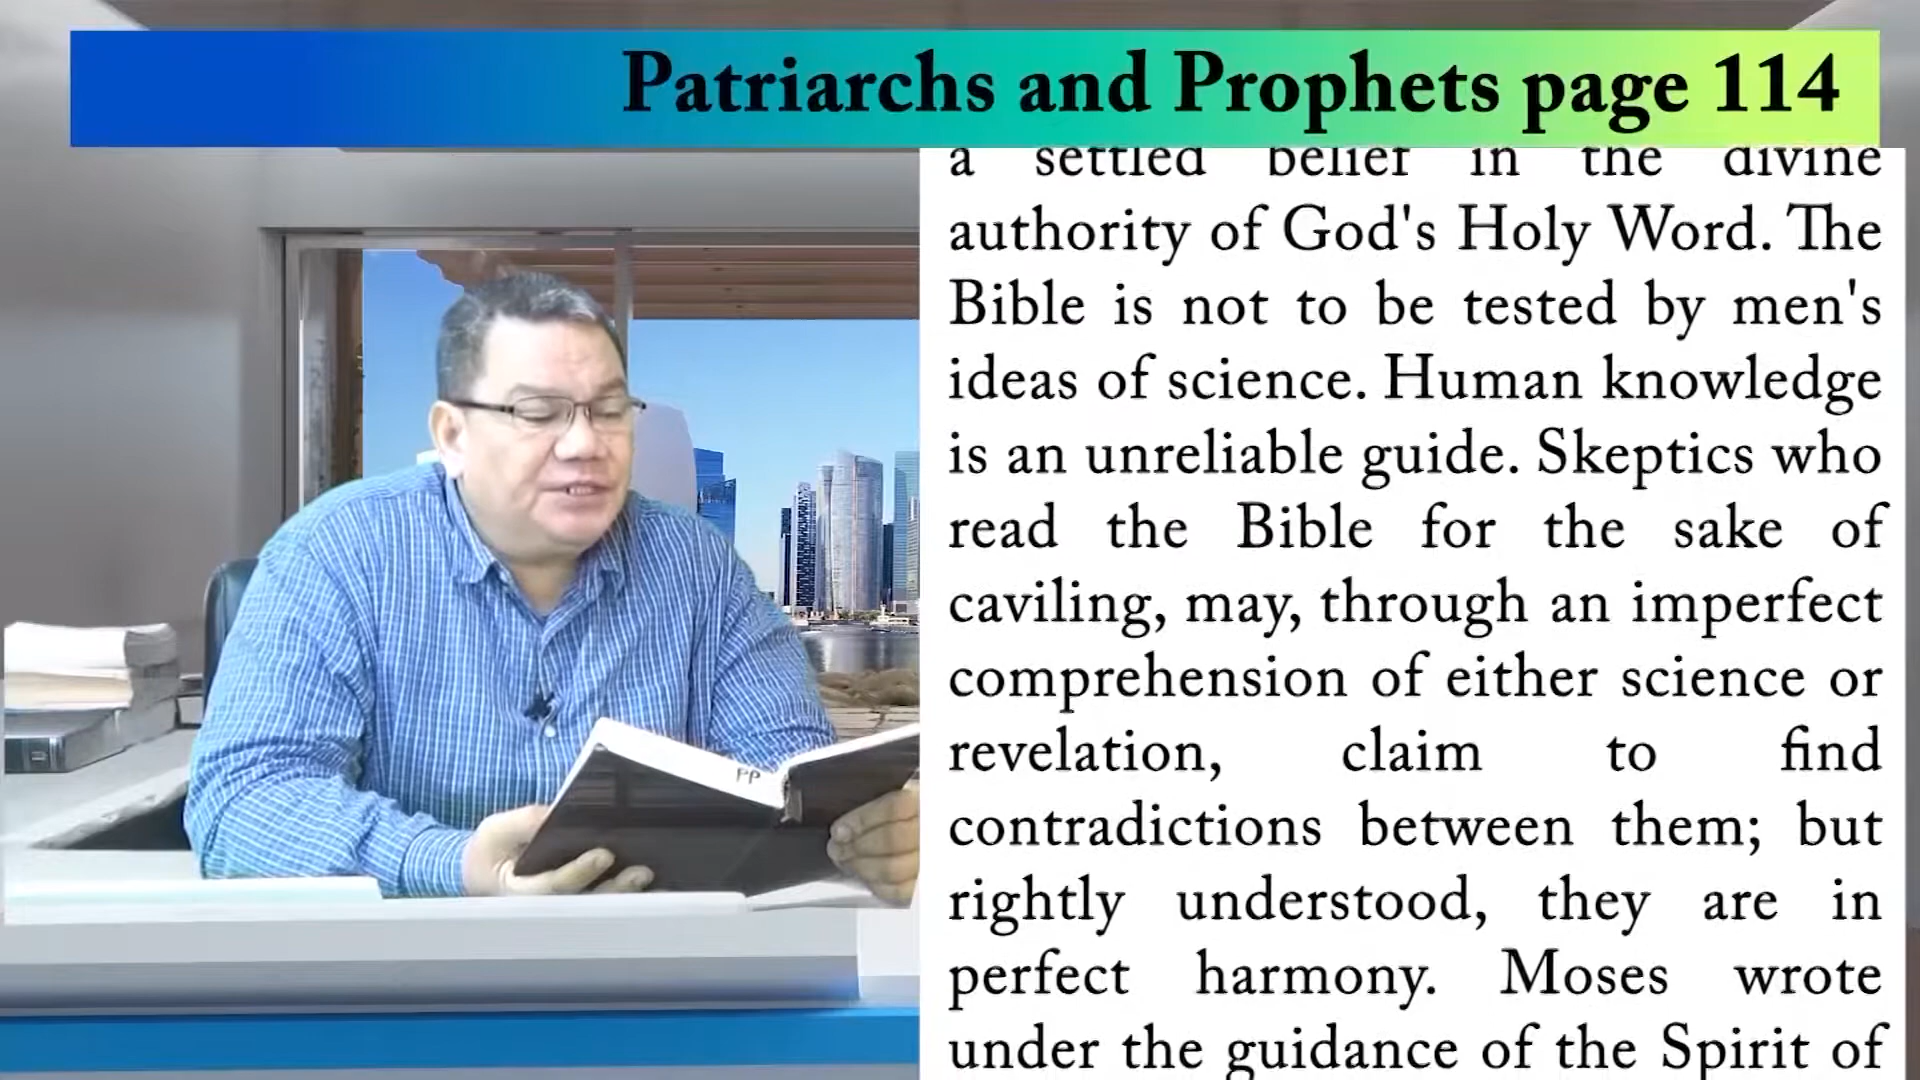 Patriarchs and Prophets page 114
a settled belief in the divine
authority of God's Holy Word. The
Bible is not to be tested by men's
ideas of science. Human knowledge
is an unreliable guide. Skeptics who
read the Bible for the sake of
caviling, may, through an imperfect
comprehension of either science or
revelation, claim to find
contradictions between them; but
rightly understood, they are in
perfect harmony. Moses wrote
under the guidance of the Spirit of
PP